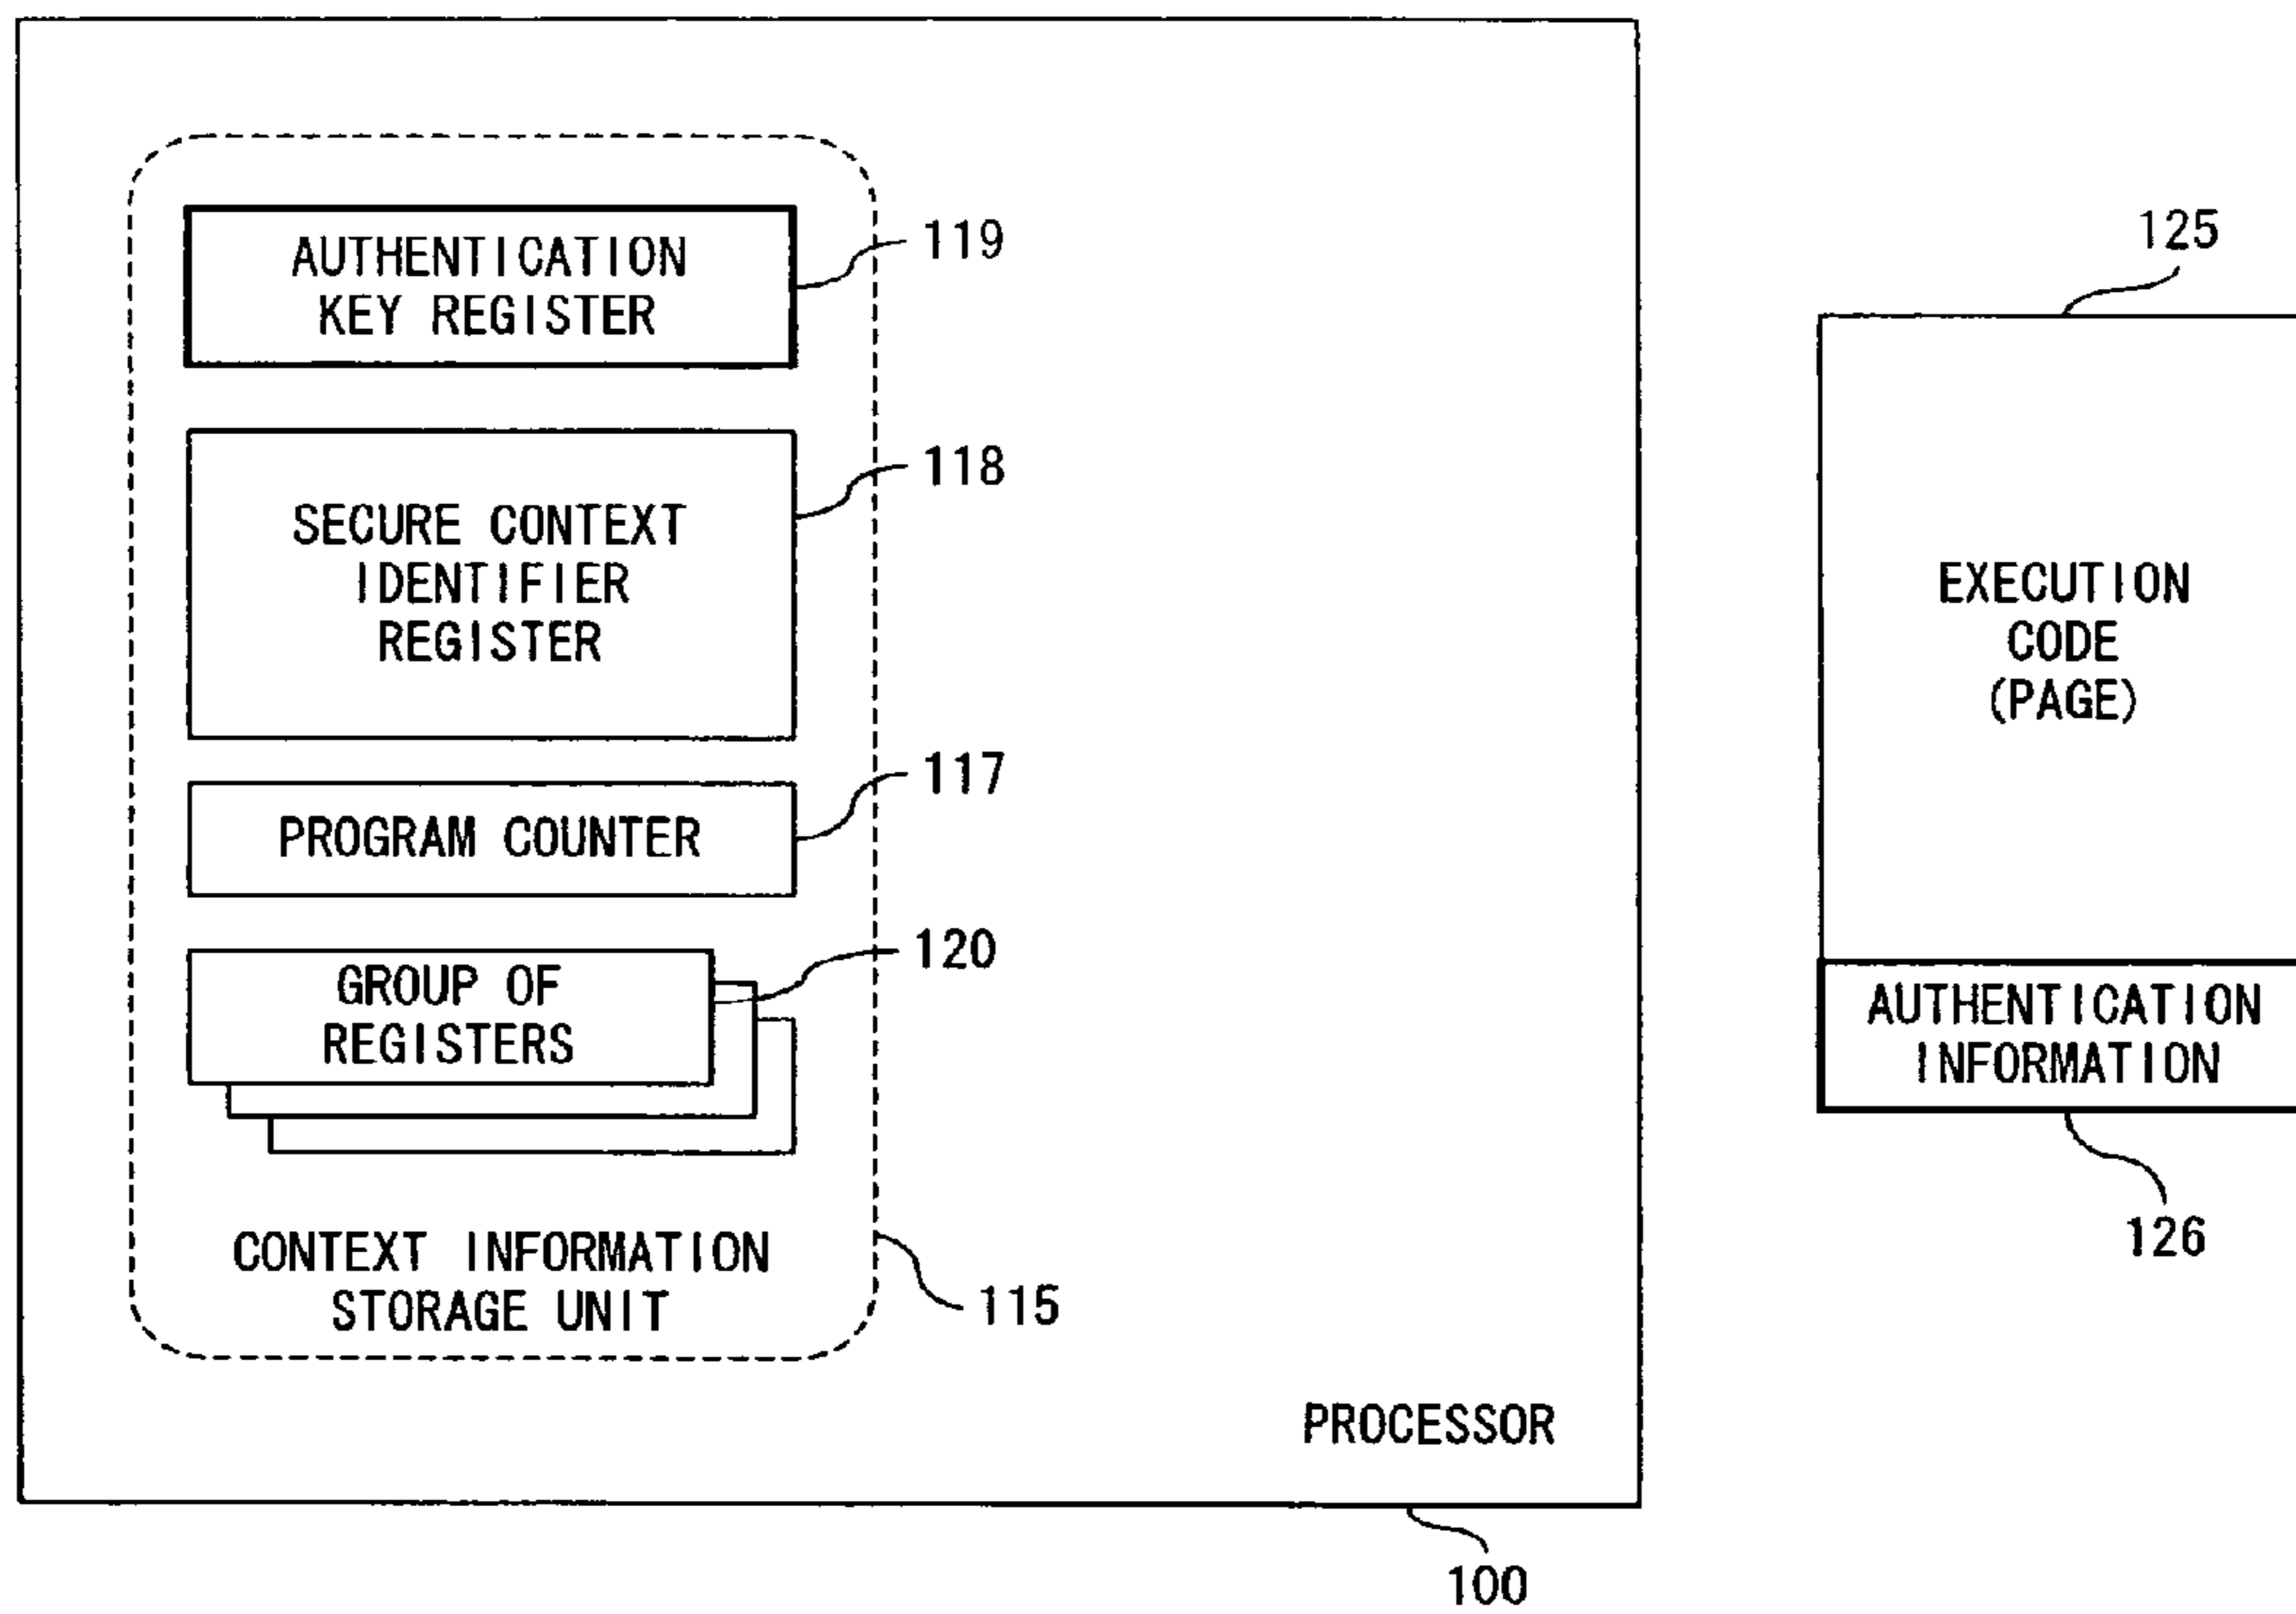 AUTHENTICATION
KEY REGISTER
119
SECURE CONTEXT
IDENTIFIER
REGISTER
118
PROGRAM COUNTER
117
GROUP OF
REGISTERS
120
CONTEXT INFORMATION
STORAGE UNIT
115
PROCESSOR
100
125
EXECUTION
CODE
(PAGE)
AUTHENTICATION
INFORMATION
126